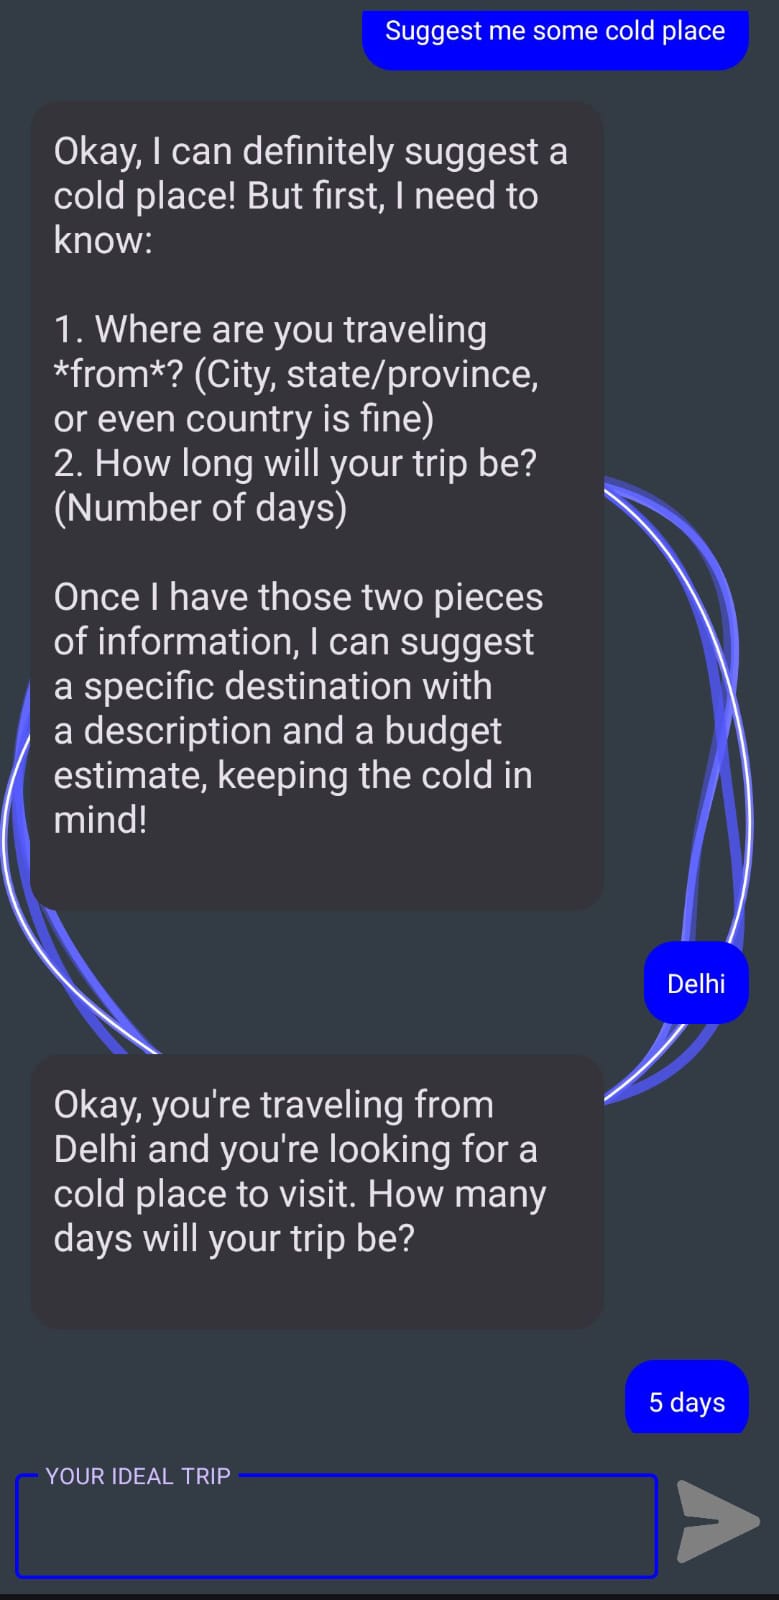 Suggest me some cold place
Okay, I can definitely suggest a
cold place! But first, I need to
know:
1. Where are you traveling
*from*? (City, state/province,
or even country is fine)
2. How long will your trip be?
(Number of days)
Once I have those two pieces
of information, I can suggest
a specific destination with
a description and a budget
estimate, keeping the cold in
mind!
Delhi
Okay, you're traveling from
Delhi and you're looking for a
cold place to visit. How many
days will your trip be?
5 days
YOUR IDEAL TRIP